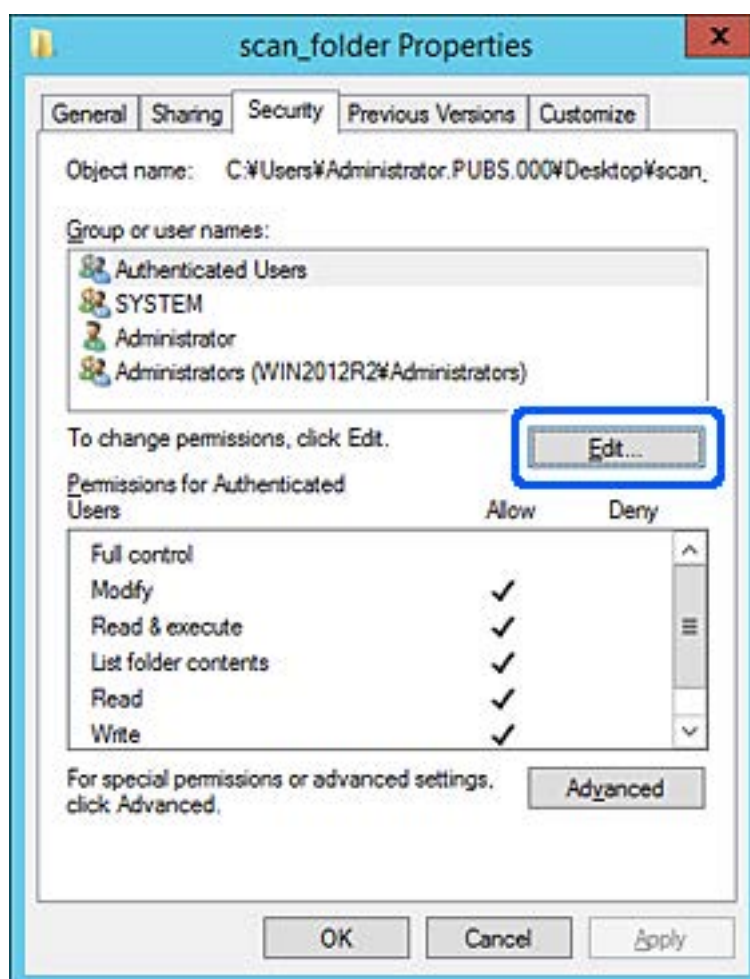 scan_folder Properties
General Sharing Security Previous Versions Customize
Object name: C:¥Users¥Administrator.PUBS.000¥Desktop¥scan_
Group or user names:
Authenticated Users
SYSTEM
Administrator
Administrators (WIN2012R2¥Administrators)
To change permissions, click Edit.
Edit...
Permissions for Authenticated
Users Allow Deny
Full control
Modify
Read & execute
List folder contents
Read
Write
For special permissions or advanced settings,
click Advanced.
Advanced
OK Cancel Apply